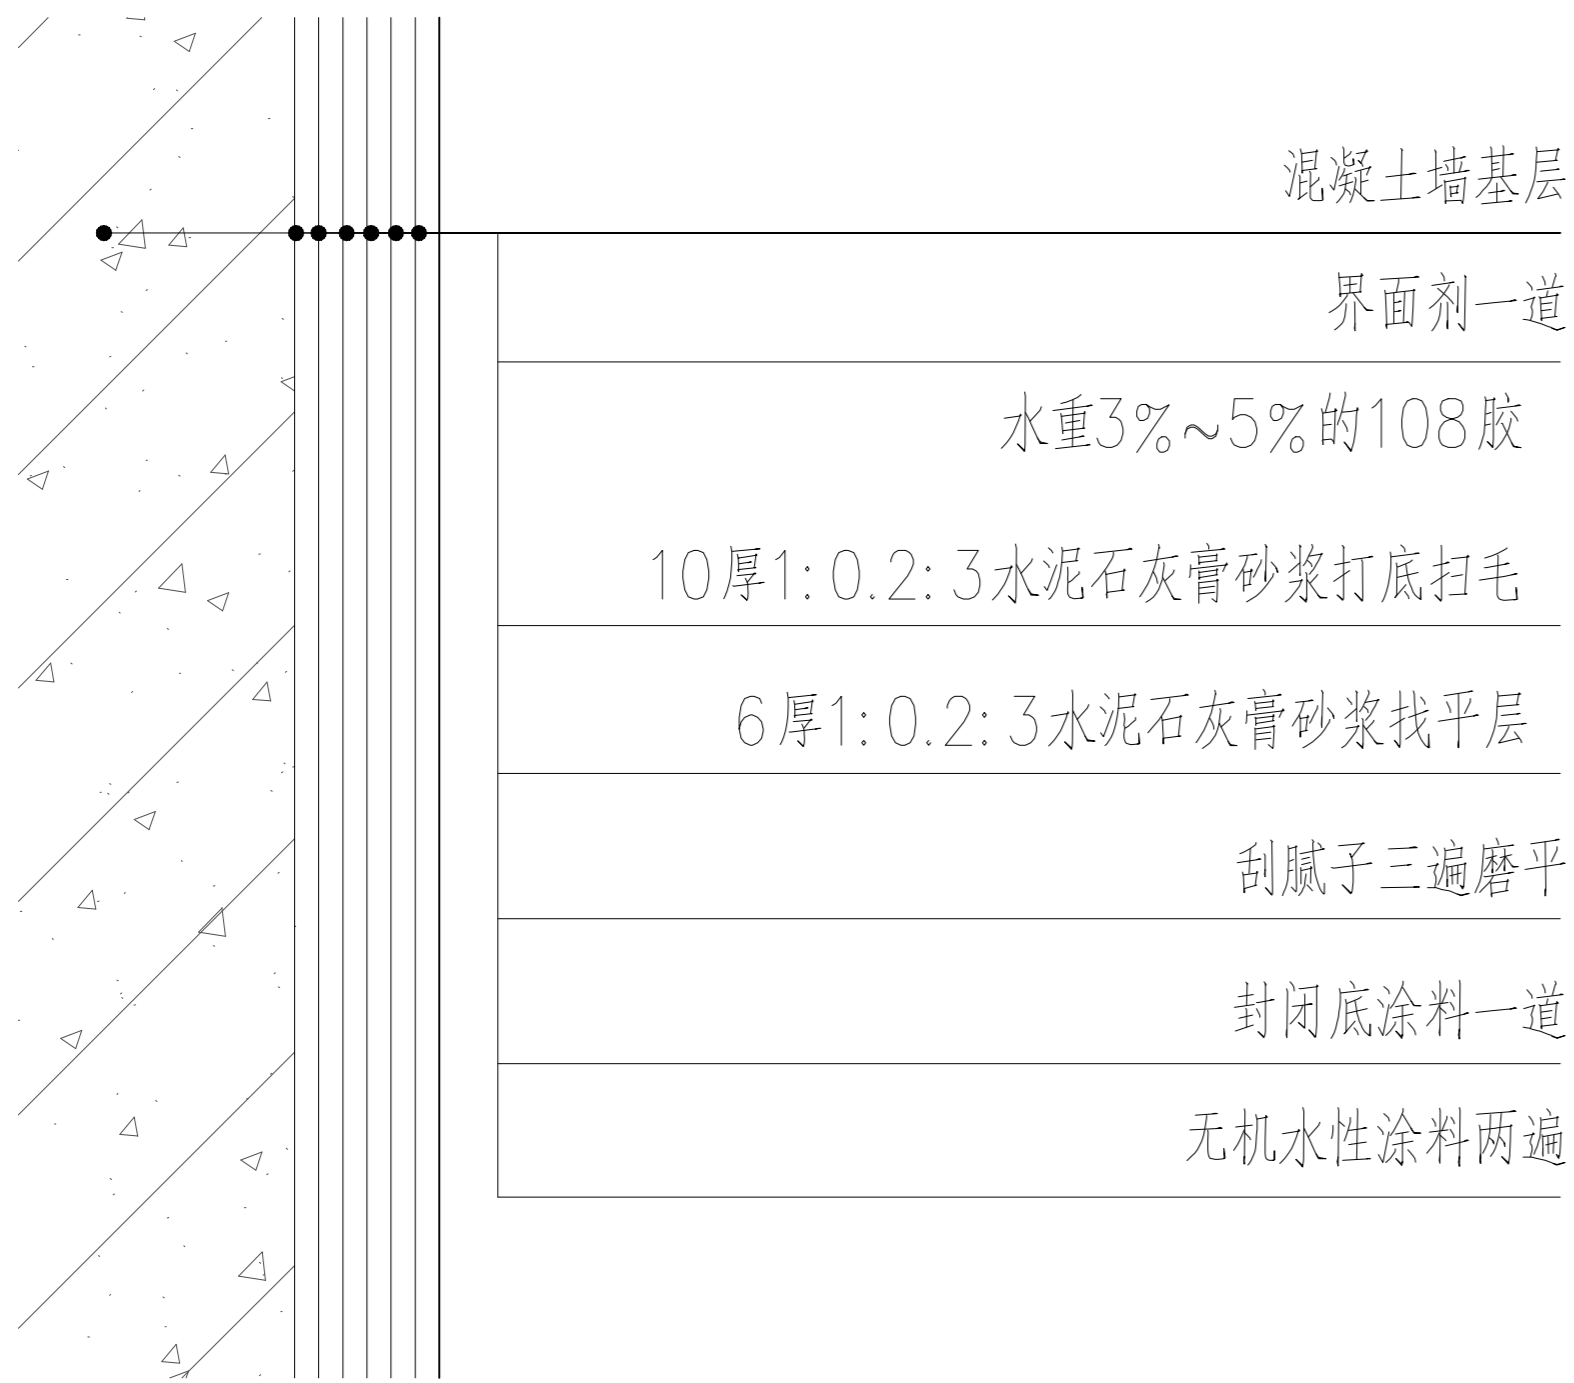 混凝土墙基层
界面剂一道
水重3%~5%的108胶
10厚1:0.2:3水泥石灰膏砂浆打底扫毛
6厚1:0.2:3水泥石灰膏砂浆找平层
刮腻子三遍磨平
封闭底涂料一道
无机水性涂料两遍